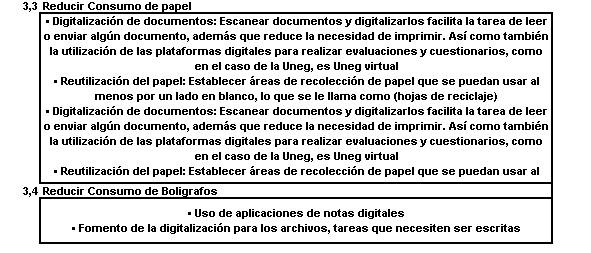 3,3 Reducir Consumo de papel
▪ Digitalización de documentos: Escanear documentos y digitalizarlos facilita la tarea de leer
o enviar algún documento, además que reduce la necesidad de imprimir. Así como también
la utilización de las plataformas digitales para realizar evaluaciones y cuestionarios, como
en el caso de la Uneg, es Uneg virtual
▪ Reutilización del papel: Establecer áreas de recolección de papel que se puedan usar al
menos por un lado en blanco, lo que se le llama como (hojas de reciclaje)
▪ Digitalización de documentos: Escanear documentos y digitalizarlos facilita la tarea de leer
o enviar algún documento, además que reduce la necesidad de imprimir. Así como también
la utilización de las plataformas digitales para realizar evaluaciones y cuestionarios, como
en el caso de la Uneg, es Uneg virtual
▪ Reutilización del papel: Establecer áreas de recolección de papel que se puedan usar al
3,4 Reducir Consumo de Boligrafos
▪ Uso de aplicaciones de notas digitales
▪ Fomento de la digitalización para los archivos, tareas que necesiten ser escritas